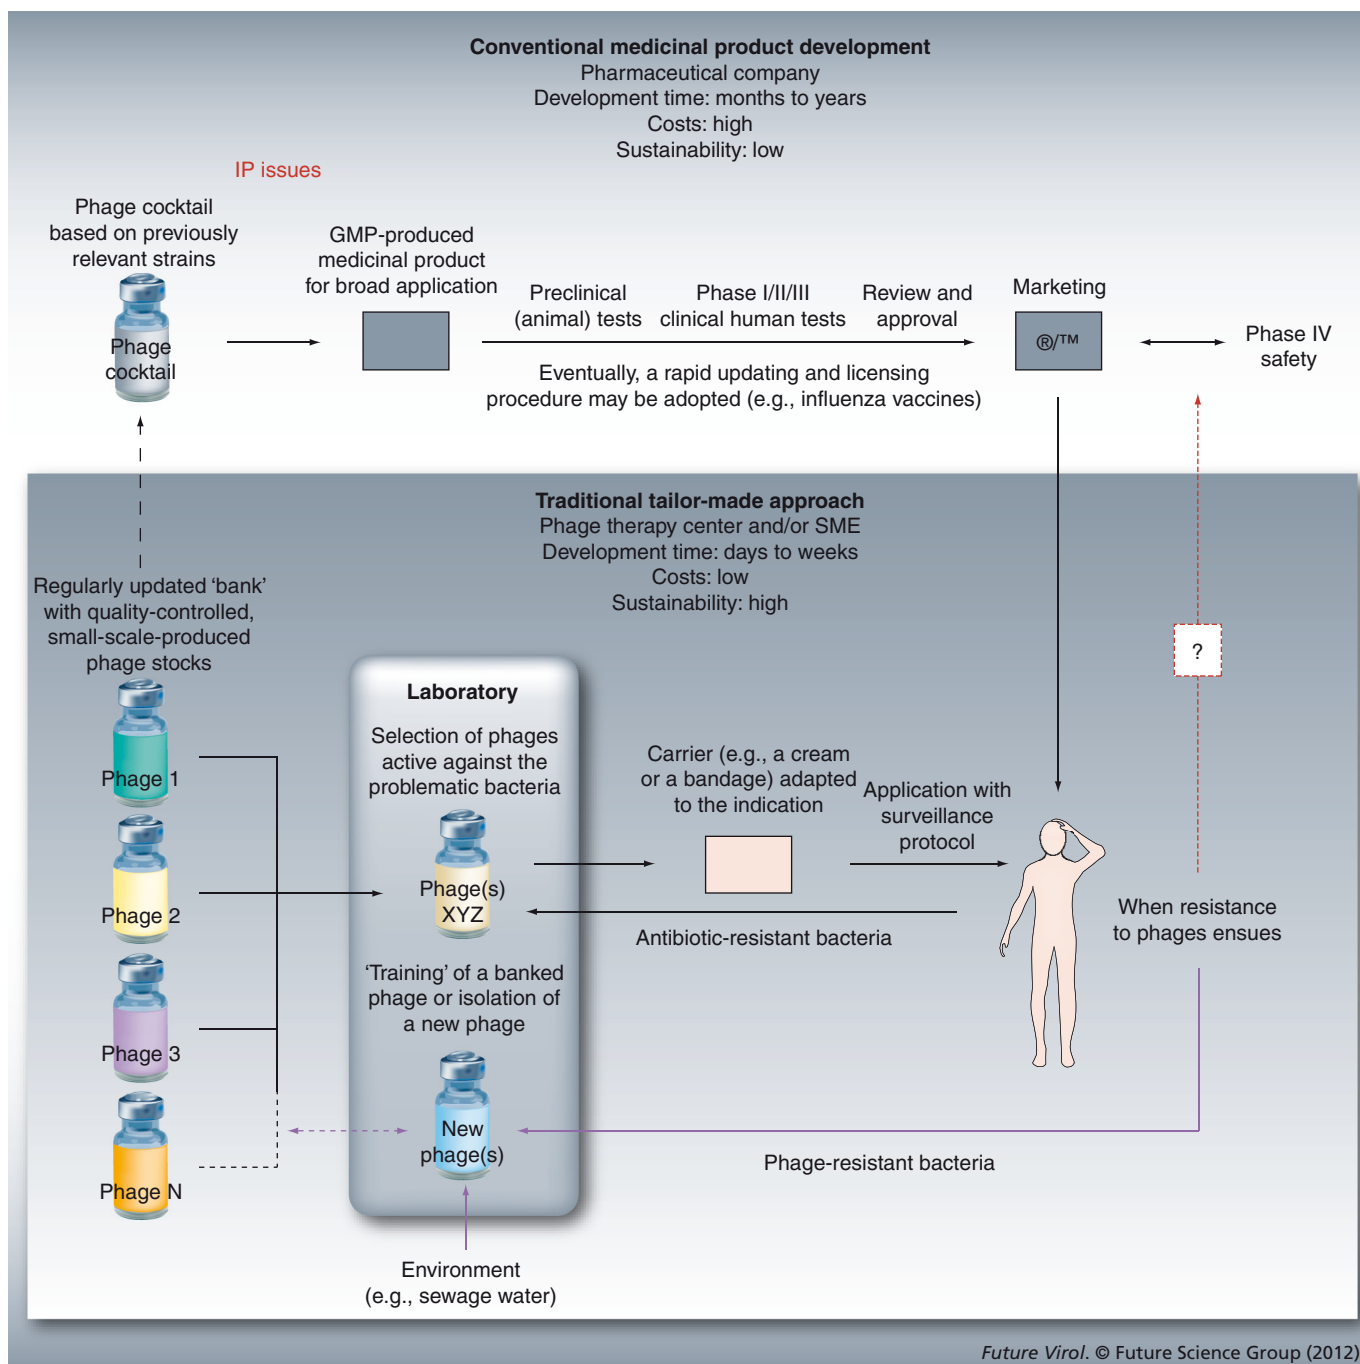 Conventional medicinal product development
Pharmaceutical company
Development time: months to years
Costs: high
Sustainability: low
IP issues
Phage cocktail
based on previously
relevant strains
Phage
cocktail
GMP-produced
medicinal product
for broad application
Preclinical
(animal) tests
Phase I/II/III
clinical human tests
Review and
approval
Eventually, a rapid updating and licensing
procedure may be adopted (e.g., influenza vaccines)
Marketing
®/™
Phase IV
safety
Traditional tailor-made approach
Phage therapy center and/or SME
Development time: days to weeks
Costs: low
Sustainability: high
Regularly updated ‘bank’
with quality-controlled,
small-scale-produced
phage stocks
Phage 1
Phage 2
Phage 3
Phage N
Laboratory
Selection of phages
active against the
problematic bacteria
Phage(s)
XYZ
‘Training’ of a banked
phage or isolation of
a new phage
New
phage(s)
Environment
(e.g., sewage water)
Carrier (e.g., a cream
or a bandage) adapted
to the indication
Application with
surveillance
protocol
Antibiotic-resistant bacteria
?
When resistance
to phages ensues
Phage-resistant bacteria
Future Virol. © Future Science Group (2012)